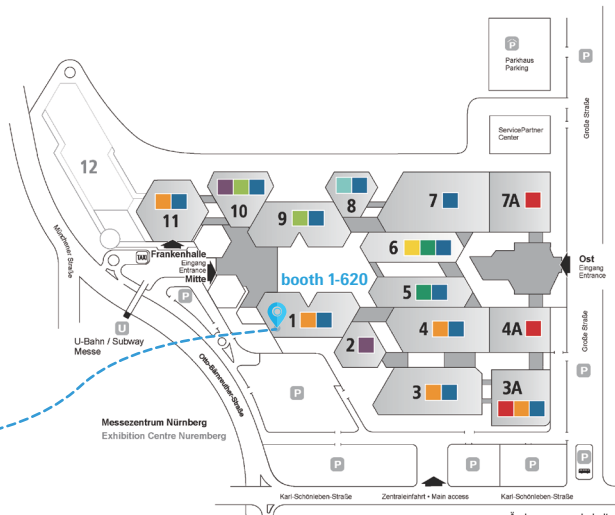 P
Parkhaus
Parking
P
Große Straße
ServicePartner
Center
12
11
10
9
8
7
7A
6
5
booth 1-620
1
2
4
4A
3
3A
Münchener Straße
TAXI
Frankenhalle
Eingang
Entrance
Mitte
Ost
Eingang
Entrance
P
U
U-Bahn / Subway
Messe
Otto-Bärnreuther-Straße
Große Straße
P
P
Messezentrum Nürnberg
Exhibition Centre Nuremberg
P
P
P
P
Karl-Schönleben-Straße
Zentraleinfahrt • Main access
Karl-Schönleben-Straße